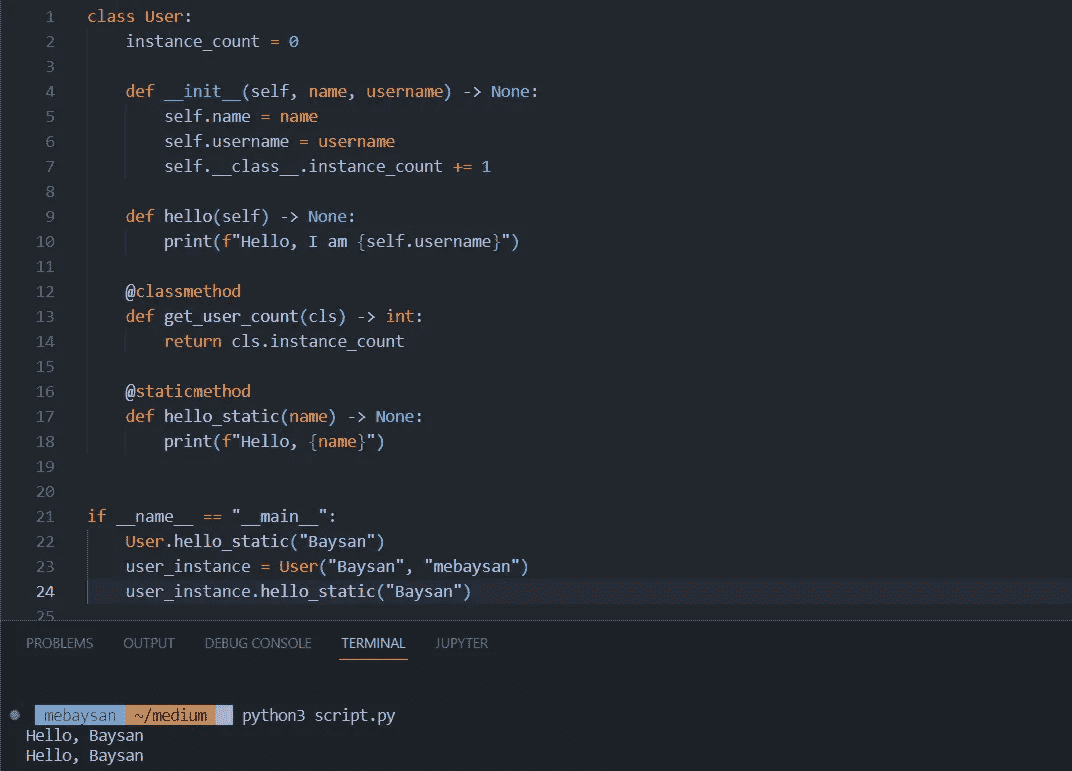 1 class User:
2     instance_count = 0
3
4     def __init__(self, name, username) -> None:
5         self.name = name
6         self.username = username
7         self.__class__.instance_count += 1
8
9     def hello(self) -> None:
10         print(f"Hello, I am {self.username}")
11
12     @classmethod
13     def get_user_count(cls) -> int:
14         return cls.instance_count
15
16     @staticmethod
17     def hello_static(name) -> None:
18         print(f"Hello, {name}")
19
20
21 if __name__ == "__main__":
22     User.hello_static("Baysan")
23     user_instance = User("Baysan", "mebaysan")
24     user_instance.hello_static("Baysan")
25
PROBLEMS OUTPUT DEBUG CONSOLE TERMINAL JUPYTER
mebaysan ~/medium python3 script.py
Hello, Baysan
Hello, Baysan